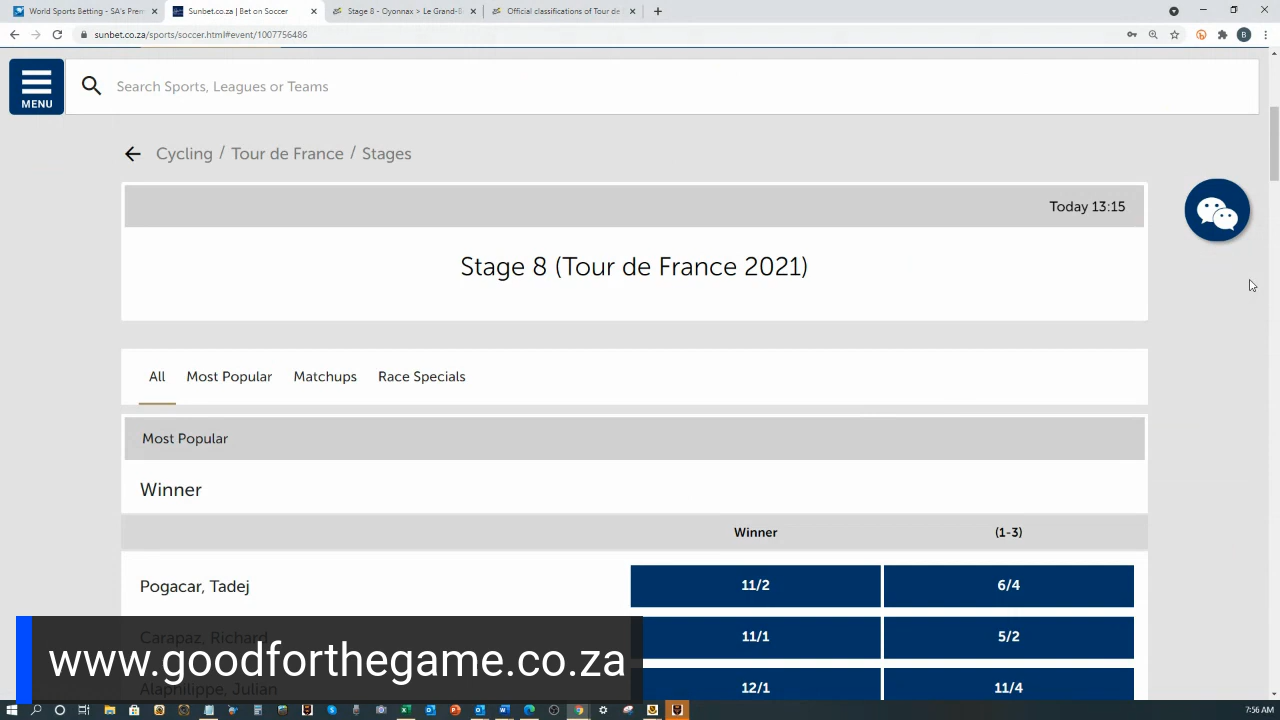 World Sports Betting - SA's Prem
Sunbet.co.za | Bet on Soccer
Stage 8 - Oyonnax > Le Grand-B
Official classifications of Tour de
sunbet.co.za/sports/soccer.html#event/1007756486
B
MENU
Search Sports, Leagues or Teams
Cycling / Tour de France / Stages
Today 13:15
Stage 8 (Tour de France 2021)
All
Most Popular
Matchups
Race Specials
Most Popular
Winner
Winner
(1-3)
Pogacar, Tadej
11/2
6/4
Carapaz, Richard
11/1
5/2
Alaphilippe, Julian
12/1
11/4
www.goodforthegame.co.za
7:56 AM